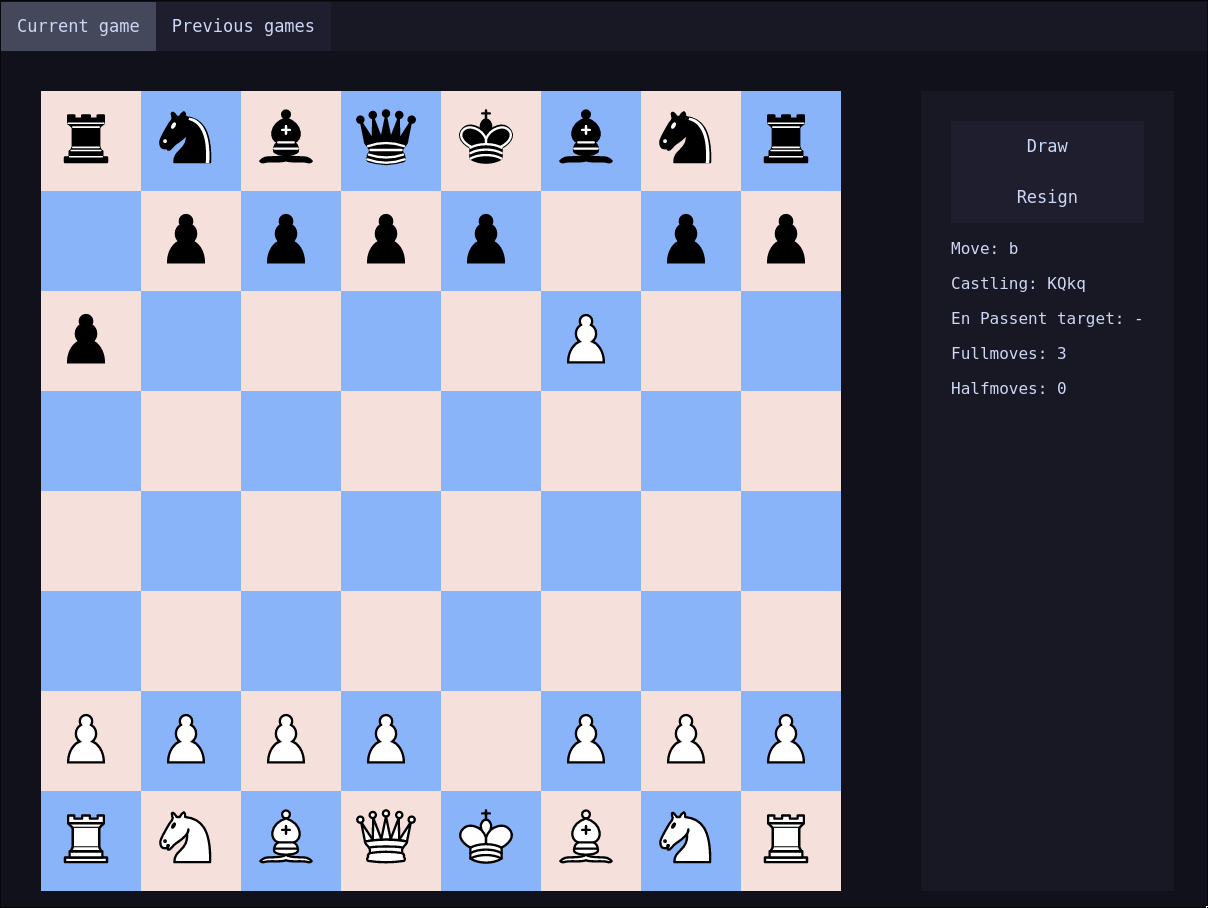 Current game
Previous games
Draw
Resign
Move: b
Castling: KQkq
En Passent target: -
Fullmoves: 3
Halfmoves: 0